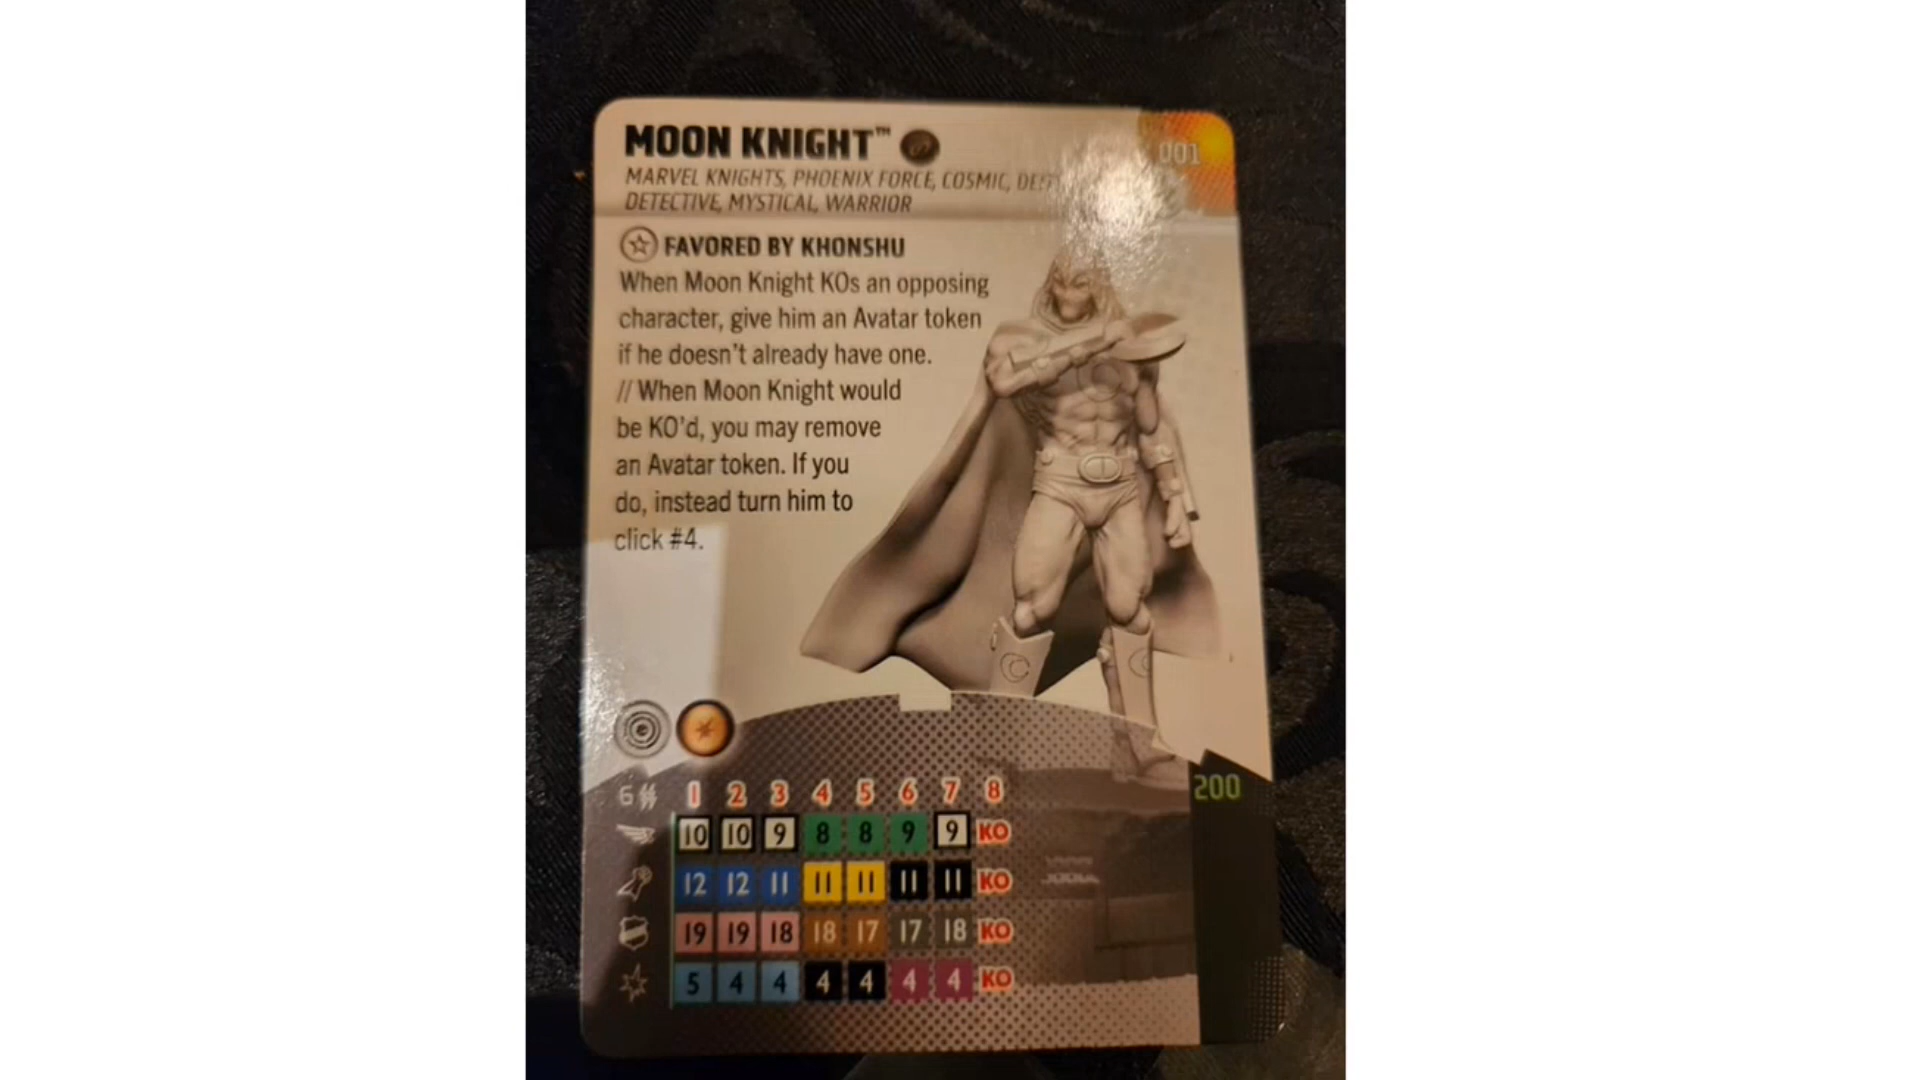 MOON KNIGHT™
001
MARVEL KNIGHTS, PHOENIX FORCE, COSMIC,
DETECTIVE, MYSTICAL, WARRIOR
FAVORED BY KHONSHU
When Moon Knight KOs an opposing
character, give him an Avatar token
if he doesn't already have one.
// When Moon Knight would
be KO'd, you may remove
an Avatar token. If you
do, instead turn him to
click #4.
200
6 1 2 3 4 5 6 7 8
10 10 9 8 8 9 9 KO
12 12 11 11 11 11 11 KO
19 19 18 18 17 17 18 KO
5 4 4 4 4 4 4 KO